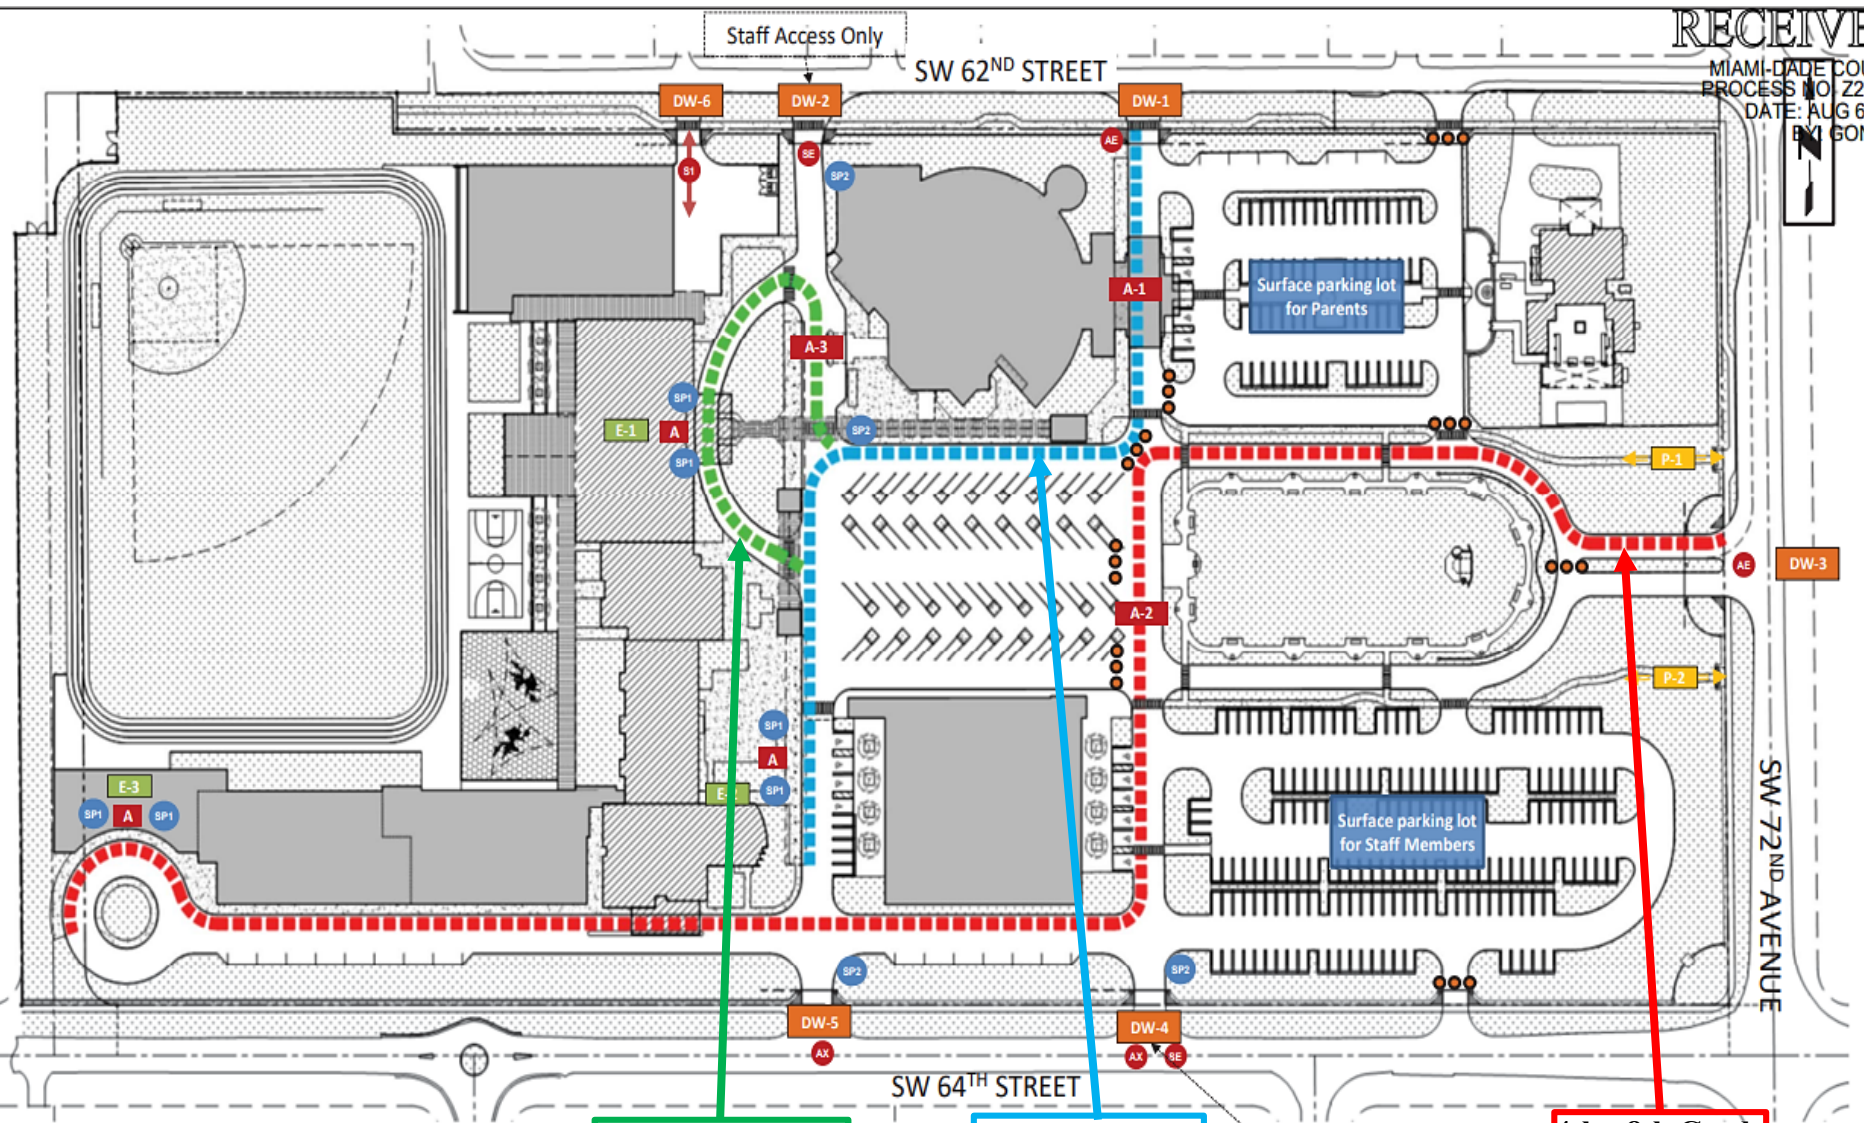 RECEIVE
Staff Access Only
SW 62ND STREET
MIAMI-DADE COU
PROCESS NO: Z2
DATE: AUG 6
BY: GON
DW-6
DW-2
DW-1
AE
SE
S1
SP2
A-1
Surface parking lot
for Parents
A-3
SP1
E-1
A
SP2
SP1
P-1
AE
DW-3
A-2
P-2
SP1
A
SP1
E-2
E-3
SP1
A
SP1
Surface parking lot
for Staff Members
SW 72ND AVENUE
SP2
SP2
DW-5
DW-4
AX
AX
SE
SW 64TH STREET